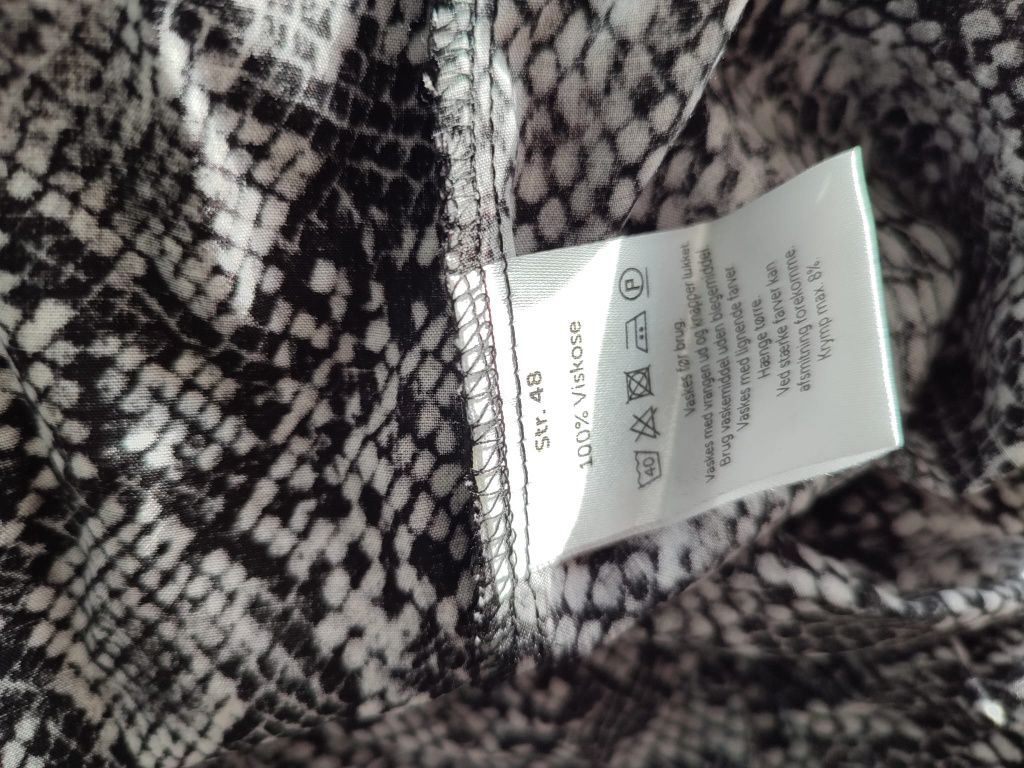 Str. 48
100% Viskose
40 P
Vaskes før brug.
Vaskes med vrangen ud og knapper lukket
Brug vaskemiddel uden blegemiddel
Vaskes med lignende farver
Hænge tørre.
Ved stærke farver kan
afsmitning forekomme.
Krymp max. 8%